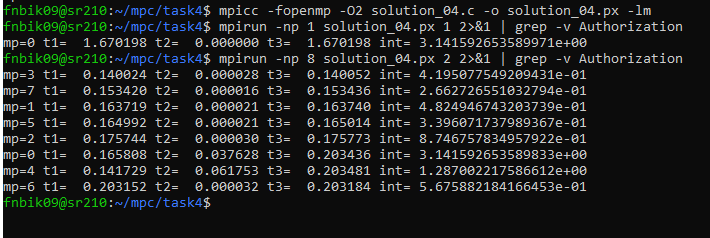 fnbik09@sr210:~/mpc/task4$ mpicc -fopenmp -O2 solution_04.c -o solution_04.px -lm
fnbik09@sr210:~/mpc/task4$ mpirun -np 1 solution_04.px 1 2>&1 | grep -v Authorization
mp=0 t1=  1.670198 t2=  0.000000 t3=  1.670198 int= 3.141592653589971e+00
fnbik09@sr210:~/mpc/task4$ mpirun -np 8 solution_04.px 2 2>&1 | grep -v Authorization
mp=3 t1=  0.140024 t2=  0.000028 t3=  0.140052 int= 4.195077549209431e-01
mp=7 t1=  0.153420 t2=  0.000016 t3=  0.153436 int= 2.662726551032794e-01
mp=1 t1=  0.163719 t2=  0.000021 t3=  0.163740 int= 4.824946743203739e-01
mp=5 t1=  0.164992 t2=  0.000021 t3=  0.165014 int= 3.396071737989367e-01
mp=2 t1=  0.175744 t2=  0.000030 t3=  0.175773 int= 8.746757834957922e-01
mp=0 t1=  0.165808 t2=  0.037628 t3=  0.203436 int= 3.141592653589833e+00
mp=4 t1=  0.141729 t2=  0.061753 t3=  0.203481 int= 1.287002217586612e+00
mp=6 t1=  0.203152 t2=  0.000032 t3=  0.203184 int= 5.675882184166453e-01
fnbik09@sr210:~/mpc/task4$